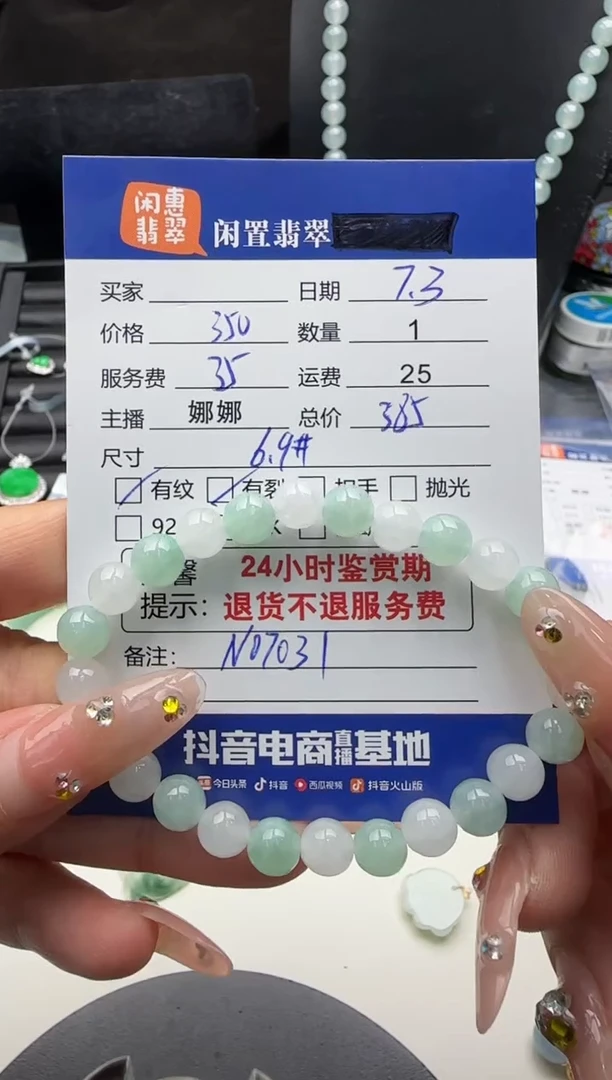 闲惠
翡翠
闲置翡翠
买家 日期 7.3
价格 350 数量 1
服务费 35 运费 25
主播 娜娜 总价 385
尺寸 6.9#
有纹 有裂 抛光
92
馨 24小时鉴赏期
提示: 退货不退服务费
备注: N07031
抖音电商直播基地
今日头条 抖音 西瓜视频 抖音火山版